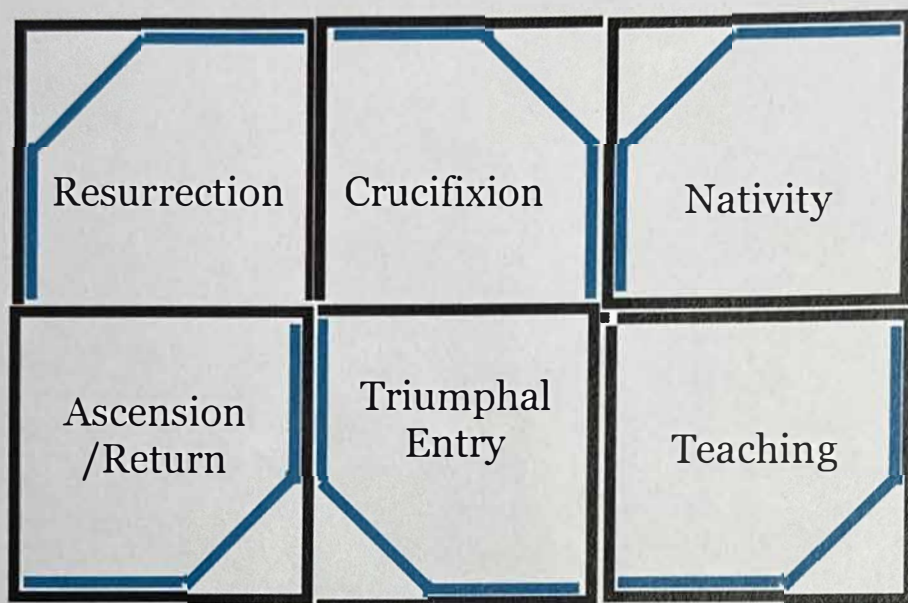 Resurrection
Crucifixion
Nativity
Ascension
/Return
Triumphal
Entry
Teaching